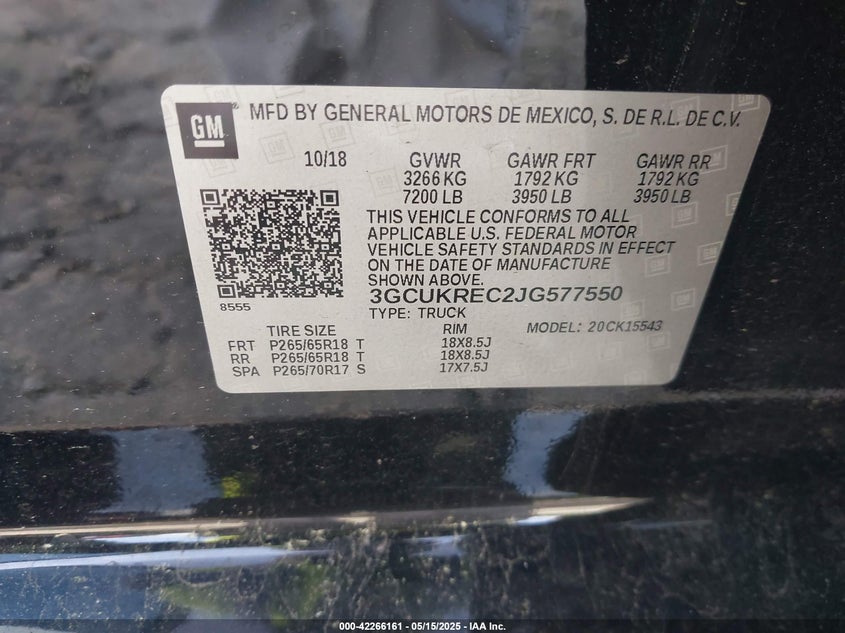 GM
MFD BY GENERAL MOTORS DE MEXICO, S. DE R.L. DE C.V.
10/18 GVWR GAWR FRT GAWR RR
3266 KG 1792 KG 1792 KG
7200 LB 3950 LB 3950 LB
THIS VEHICLE CONFORMS TO ALL
APPLICABLE U.S. FEDERAL MOTOR
VEHICLE SAFETY STANDARDS IN EFFECT
ON THE DATE OF MANUFACTURE
SHOWN ABOVE.
8555
3GCUKREC2JG577550
TYPE: TRUCK MODEL: 20CK15543
TIRE SIZE RIM
FRT P265/65R18 T 18X8.5J
RR P265/65R18 T 18X8.5J
SPA P265/70R17 S 17X7.5J
000-42266161 - 05/15/2025 - IAA Inc.